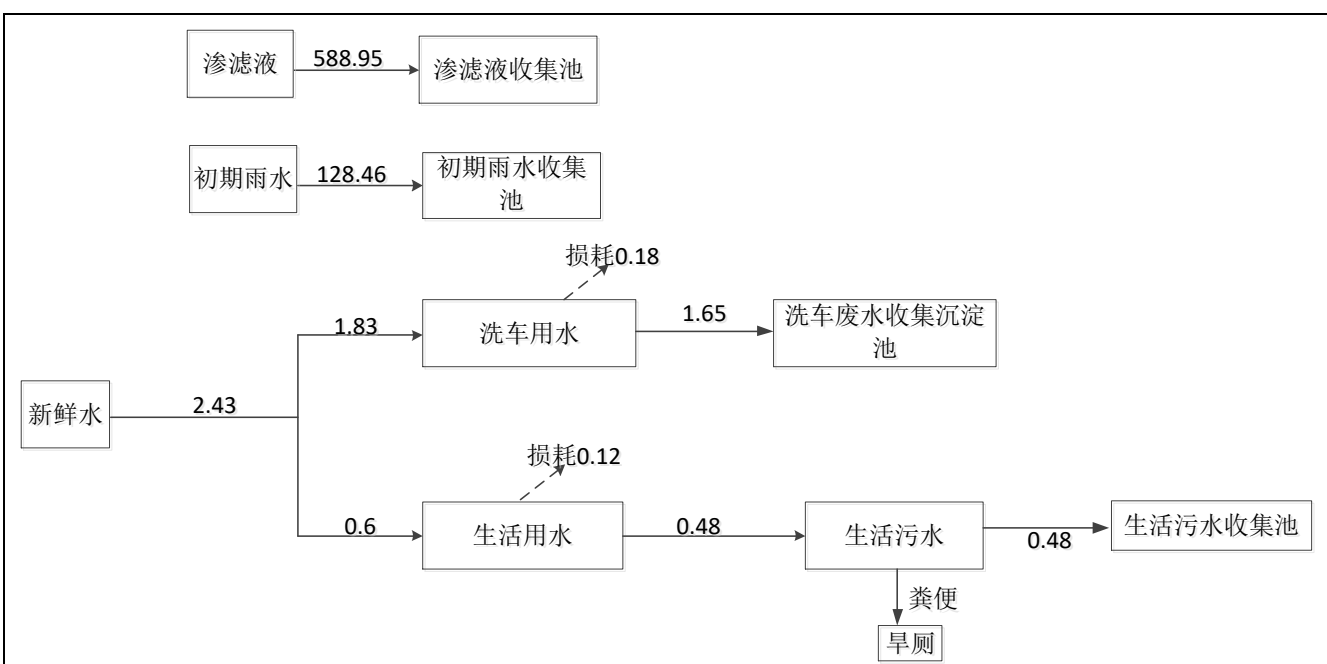 渗滤液
588.95
渗滤液收集池
初期雨水
128.46
初期雨水收集
池
损耗0.18
1.83
洗车用水
1.65
洗车废水收集沉淀
池
新鲜水
2.43
损耗0.12
0.6
生活用水
0.48
生活污水
0.48
生活污水收集池
粪便
旱厕